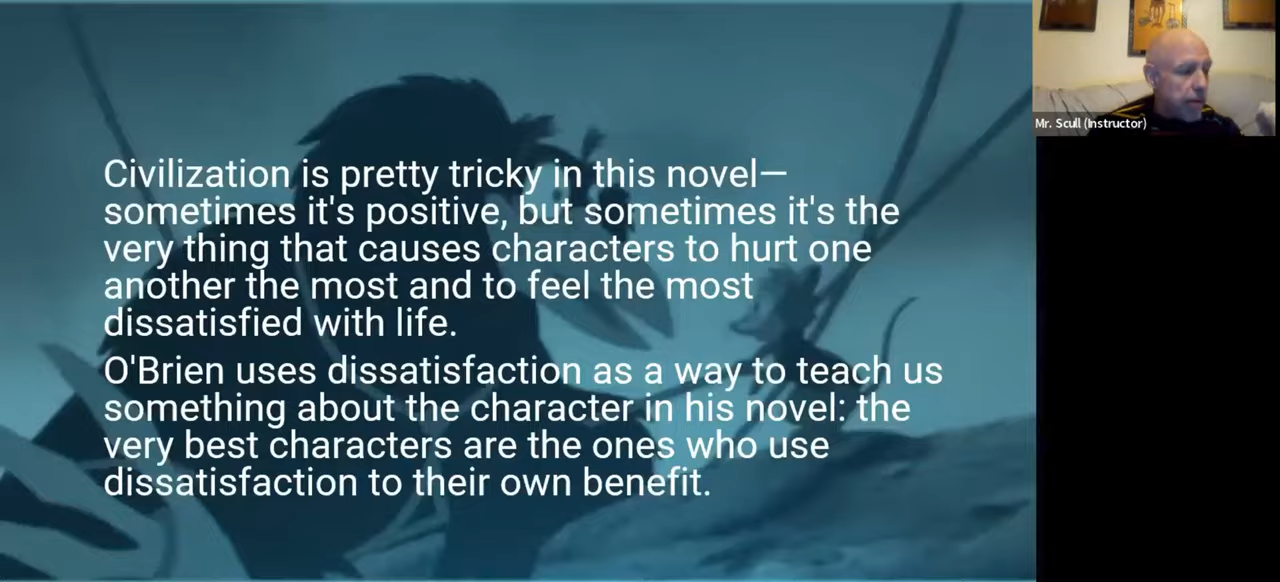 Civilization is pretty tricky in this novel—
sometimes it's positive, but sometimes it's the
very thing that causes characters to hurt one
another the most and to feel the most
dissatisfied with life.
O'Brien uses dissatisfaction as a way to teach us
something about the character in his novel: the
very best characters are the ones who use
dissatisfaction to their own benefit.
Mr. Scull (Instructor)